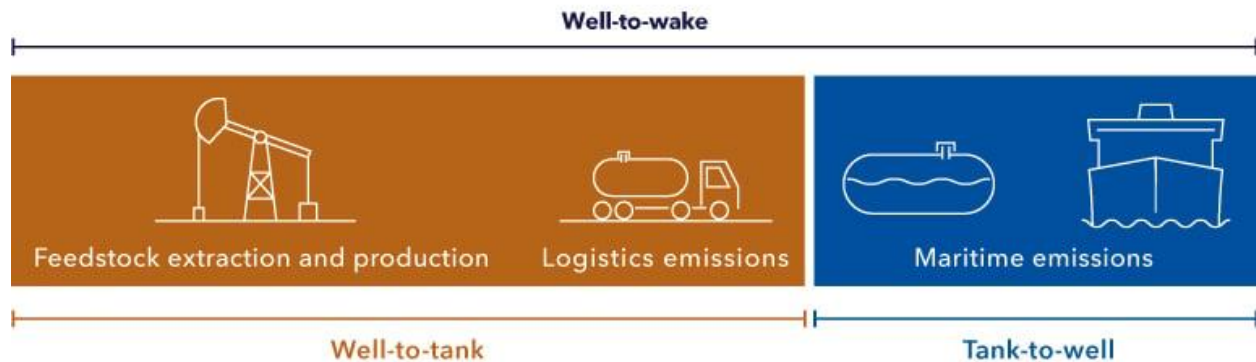 Well-to-wake
Feedstock extraction and production
Logistics emissions
Maritime emissions
Well-to-tank
Tank-to-well